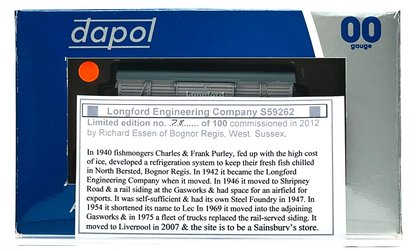 dapol
00
gauge
Longford
Longford Engineering Company S59262
Limited edition no. 78...... of 100 commissioned in 2012
by Richard Essen of Bognor Regis, West. Sussex.
In 1940 fishmongers Charles & Frank Purley, fed up with the high cost
of ice, developed a refrigeration system to keep their fresh fish chilled
in North Bersted, Bognor Regis. In 1942 it became the Longford
Engineering Company when it moved. In 1946 it moved to Shripney
Road & a rail siding at the Gasworks & had space for an airfield for
exports. It was self-sufficient & had its own Steel Foundry in 1947. In
1954 it shortened its name to Lec In 1969 it moved into the adjoining
Gasworks & in 1975 a fleet of trucks replaced the rail-served siding. It
moved to Liverpool in 2007 & the site is to be a Sainsbury's store.